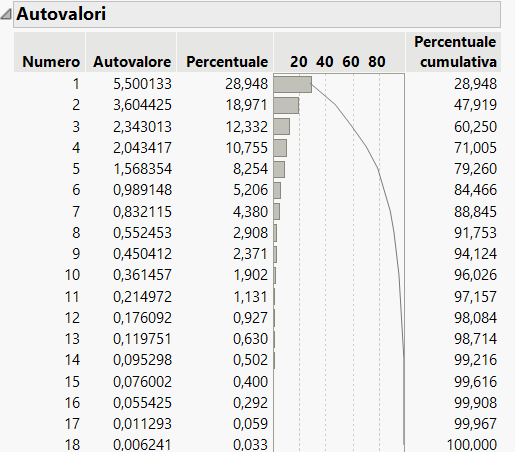 Autovalori
Percentuale
Numero Autovalore Percentuale 20 40 60 80 cumulativa
1 5,500133 28,948 28,948
2 3,604425 18,971 47,919
3 2,343013 12,332 60,250
4 2,043417 10,755 71,005
5 1,568354 8,254 79,260
6 0,989148 5,206 84,466
7 0,832115 4,380 88,845
8 0,552453 2,908 91,753
9 0,450412 2,371 94,124
10 0,361457 1,902 96,026
11 0,214972 1,131 97,157
12 0,176092 0,927 98,084
13 0,119751 0,630 98,714
14 0,095298 0,502 99,216
15 0,076002 0,400 99,616
16 0,055425 0,292 99,908
17 0,011293 0,059 99,967
18 0,006241 0,033 100,000